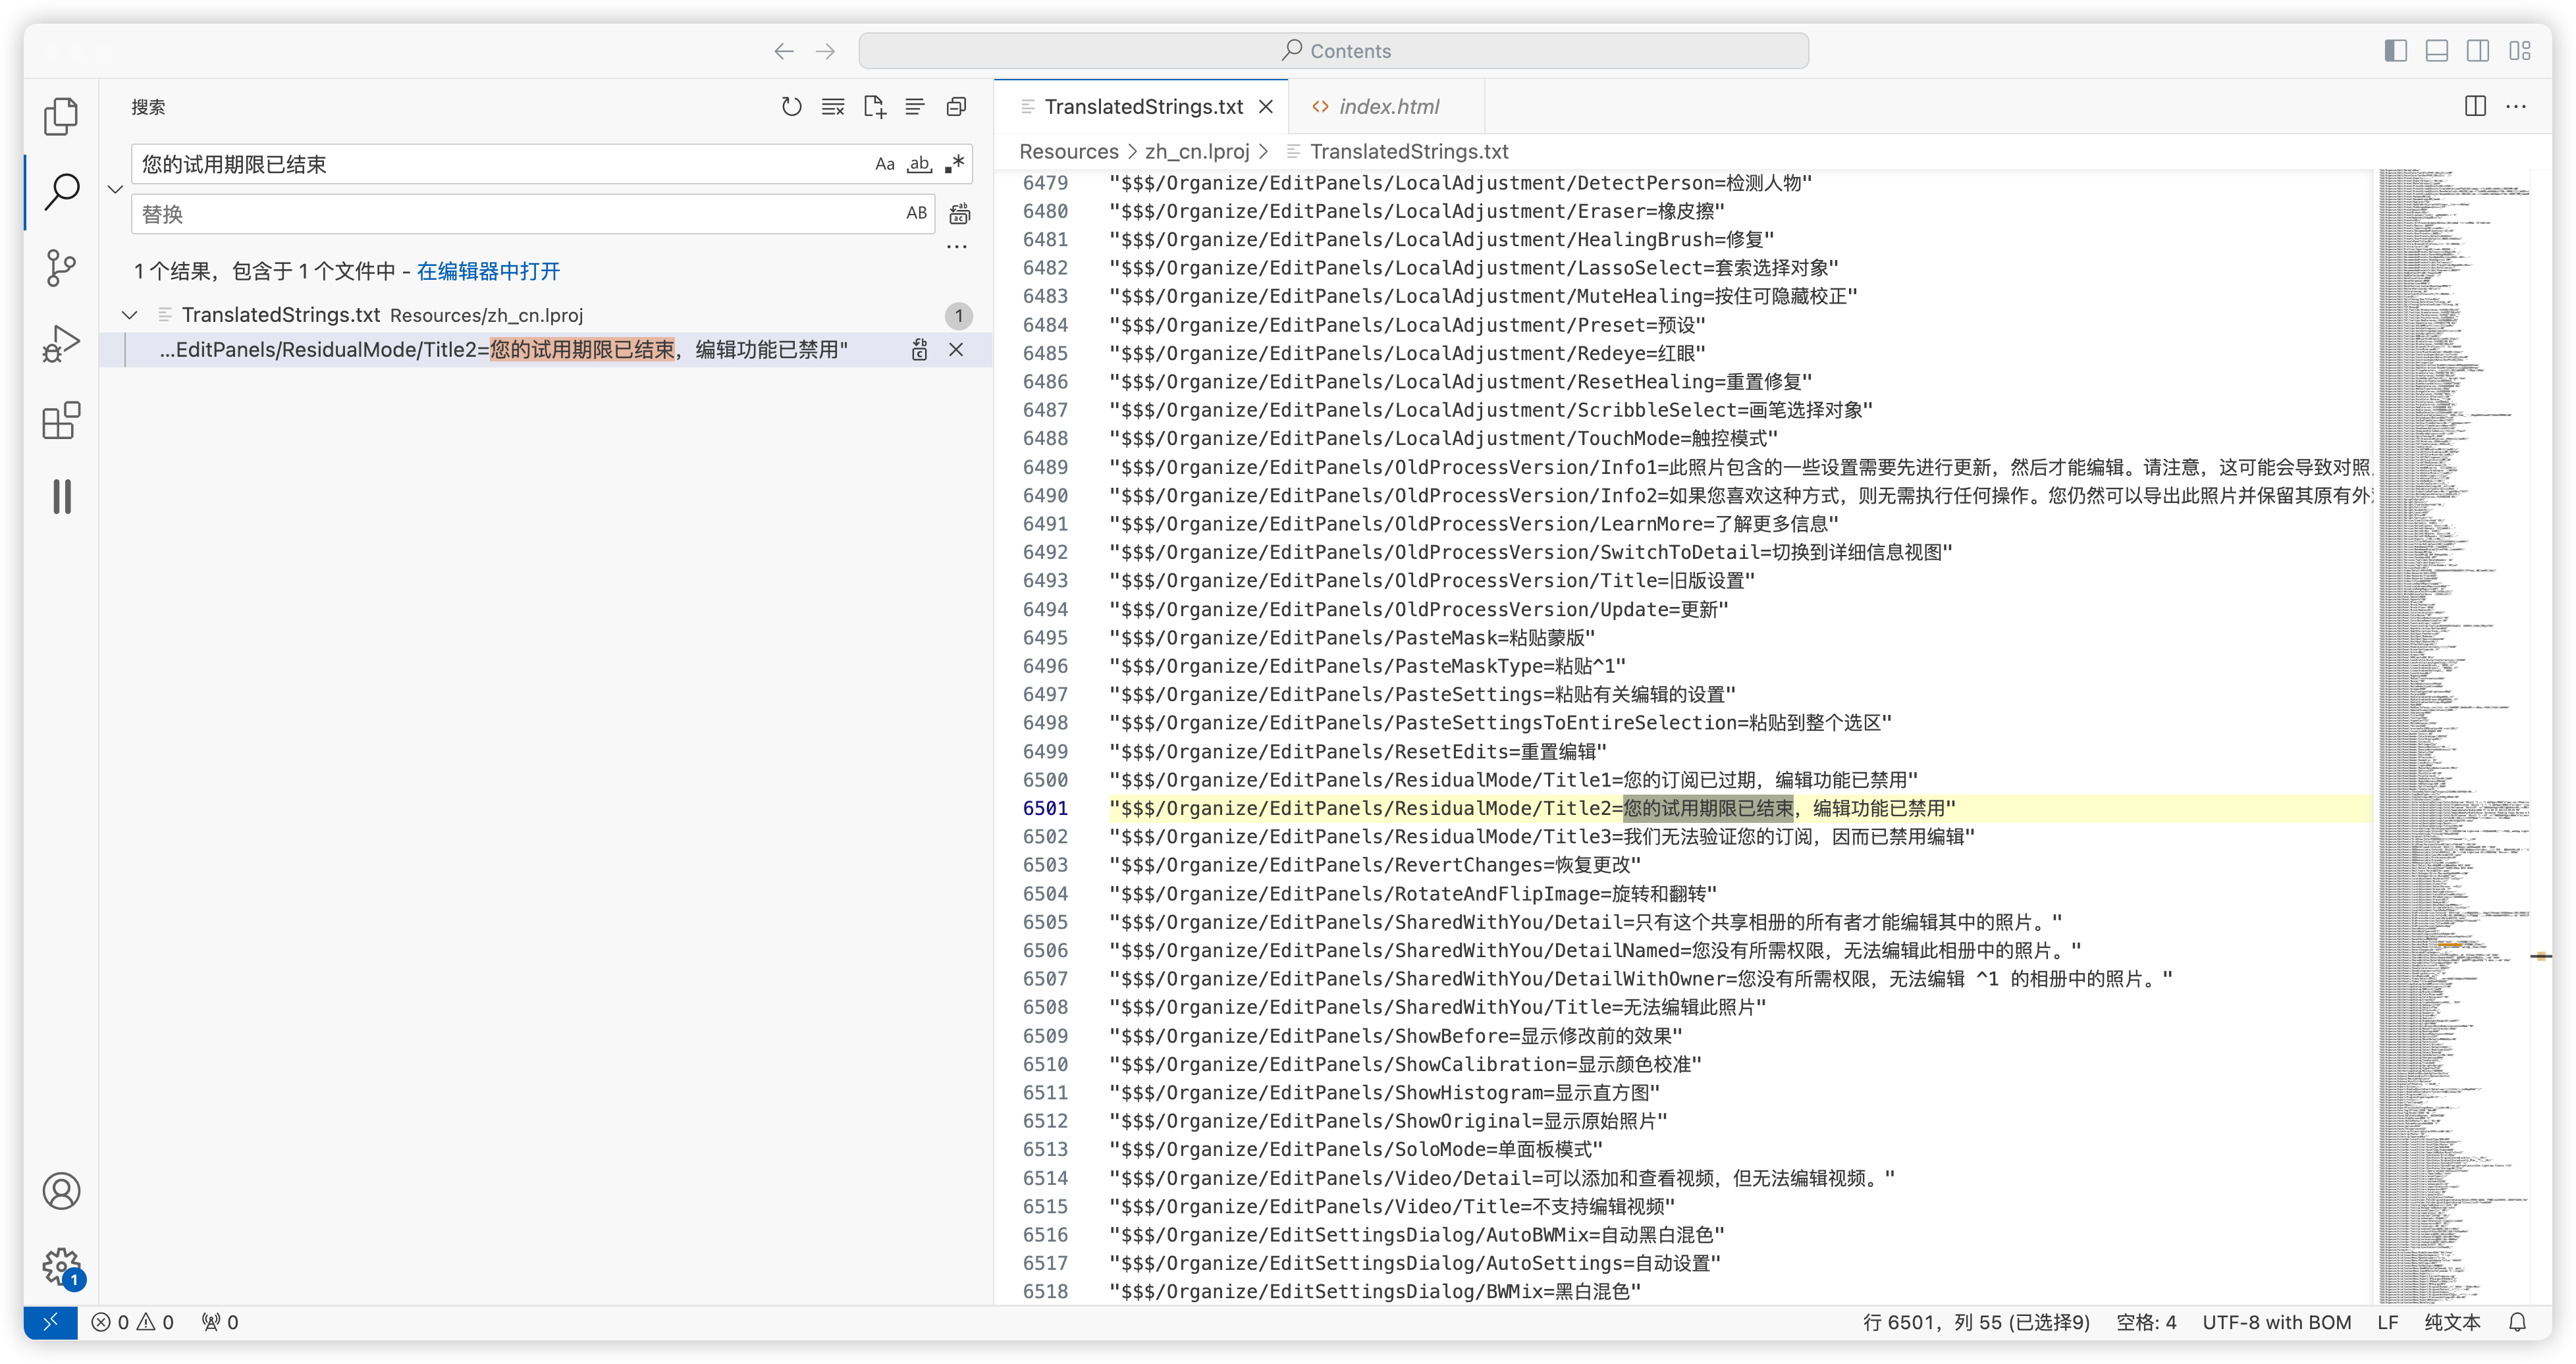 Contents
搜索
TranslatedStrings.txt
index.html
您的试用期限已结束
Aa ab
替换
AB
1 个结果，包含于 1 个文件中 - 在编辑器中打开
TranslatedStrings.txt Resources/zh_cn.lproj 1
...EditPanels/ResidualMode/Title2=您的试用期限已结束，编辑功能已禁用"
Resources > zh_cn.lproj > TranslatedStrings.txt
6479 "$$$/Organize/EditPanels/LocalAdjustment/DetectPerson=检测人物"
6480 "$$$/Organize/EditPanels/LocalAdjustment/Eraser=橡皮擦"
6481 "$$$/Organize/EditPanels/LocalAdjustment/HealingBrush=修复"
6482 "$$$/Organize/EditPanels/LocalAdjustment/LassoSelect=套索选择对象"
6483 "$$$/Organize/EditPanels/LocalAdjustment/MuteHealing=按住可隐藏校正"
6484 "$$$/Organize/EditPanels/LocalAdjustment/Preset=预设"
6485 "$$$/Organize/EditPanels/LocalAdjustment/Redeye=红眼"
6486 "$$$/Organize/EditPanels/LocalAdjustment/ResetHealing=重置修复"
6487 "$$$/Organize/EditPanels/LocalAdjustment/ScribbleSelect=画笔选择对象"
6488 "$$$/Organize/EditPanels/LocalAdjustment/TouchMode=触控模式"
6489 "$$$/Organize/EditPanels/OldProcessVersion/Info1=此照片包含的一些设置需要先进行更新，然后才能编辑。请注意，这可能会导致对照
6490 "$$$/Organize/EditPanels/OldProcessVersion/Info2=如果您喜欢这种方式，则无需执行任何操作。您仍然可以导出此照片并保留其原有外
6491 "$$$/Organize/EditPanels/OldProcessVersion/LearnMore=了解更多信息"
6492 "$$$/Organize/EditPanels/OldProcessVersion/SwitchToDetail=切换到详细信息视图"
6493 "$$$/Organize/EditPanels/OldProcessVersion/Title=旧版设置"
6494 "$$$/Organize/EditPanels/OldProcessVersion/Update=更新"
6495 "$$$/Organize/EditPanels/PasteMask=粘贴蒙版"
6496 "$$$/Organize/EditPanels/PasteMaskType=粘贴^1"
6497 "$$$/Organize/EditPanels/PasteSettings=粘贴有关编辑的设置"
6498 "$$$/Organize/EditPanels/PasteSettingsToEntireSelection=粘贴到整个选区"
6499 "$$$/Organize/EditPanels/ResetEdits=重置编辑"
6500 "$$$/Organize/EditPanels/ResidualMode/Title1=您的订阅已过期，编辑功能已禁用"
6501 "$$$/Organize/EditPanels/ResidualMode/Title2=您的试用期限已结束，编辑功能已禁用"
6502 "$$$/Organize/EditPanels/ResidualMode/Title3=我们无法验证您的订阅，因而已禁用编辑"
6503 "$$$/Organize/EditPanels/RevertChanges=恢复更改"
6504 "$$$/Organize/EditPanels/RotateAndFlipImage=旋转和翻转"
6505 "$$$/Organize/EditPanels/SharedWithYou/Detail=只有这个共享相册的所有者才能编辑其中的照片。"
6506 "$$$/Organize/EditPanels/SharedWithYou/DetailNamed=您没有所需权限，无法编辑此相册中的照片。"
6507 "$$$/Organize/EditPanels/SharedWithYou/DetailWithOwner=您没有所需权限，无法编辑 ^1 的相册中的照片。"
6508 "$$$/Organize/EditPanels/SharedWithYou/Title=无法编辑此照片"
6509 "$$$/Organize/EditPanels/ShowBefore=显示修改前的效果"
6510 "$$$/Organize/EditPanels/ShowCalibration=显示颜色校准"
6511 "$$$/Organize/EditPanels/ShowHistogram=显示直方图"
6512 "$$$/Organize/EditPanels/ShowOriginal=显示原始照片"
6513 "$$$/Organize/EditPanels/SoloMode=单面板模式"
6514 "$$$/Organize/EditPanels/Video/Detail=可以添加和查看视频，但无法编辑视频。"
6515 "$$$/Organize/EditPanels/Video/Title=不支持编辑视频"
6516 "$$$/Organize/EditSettingsDialog/AutoBWMix=自动黑白混色"
6517 "$$$/Organize/EditSettingsDialog/AutoSettings=自动设置"
6518 "$$$/Organize/EditSettingsDialog/BWMix=黑白混色"
1
0 0 0
行 6501，列 55 (已选择9) 空格: 4 UTF-8 with BOM LF 纯文本